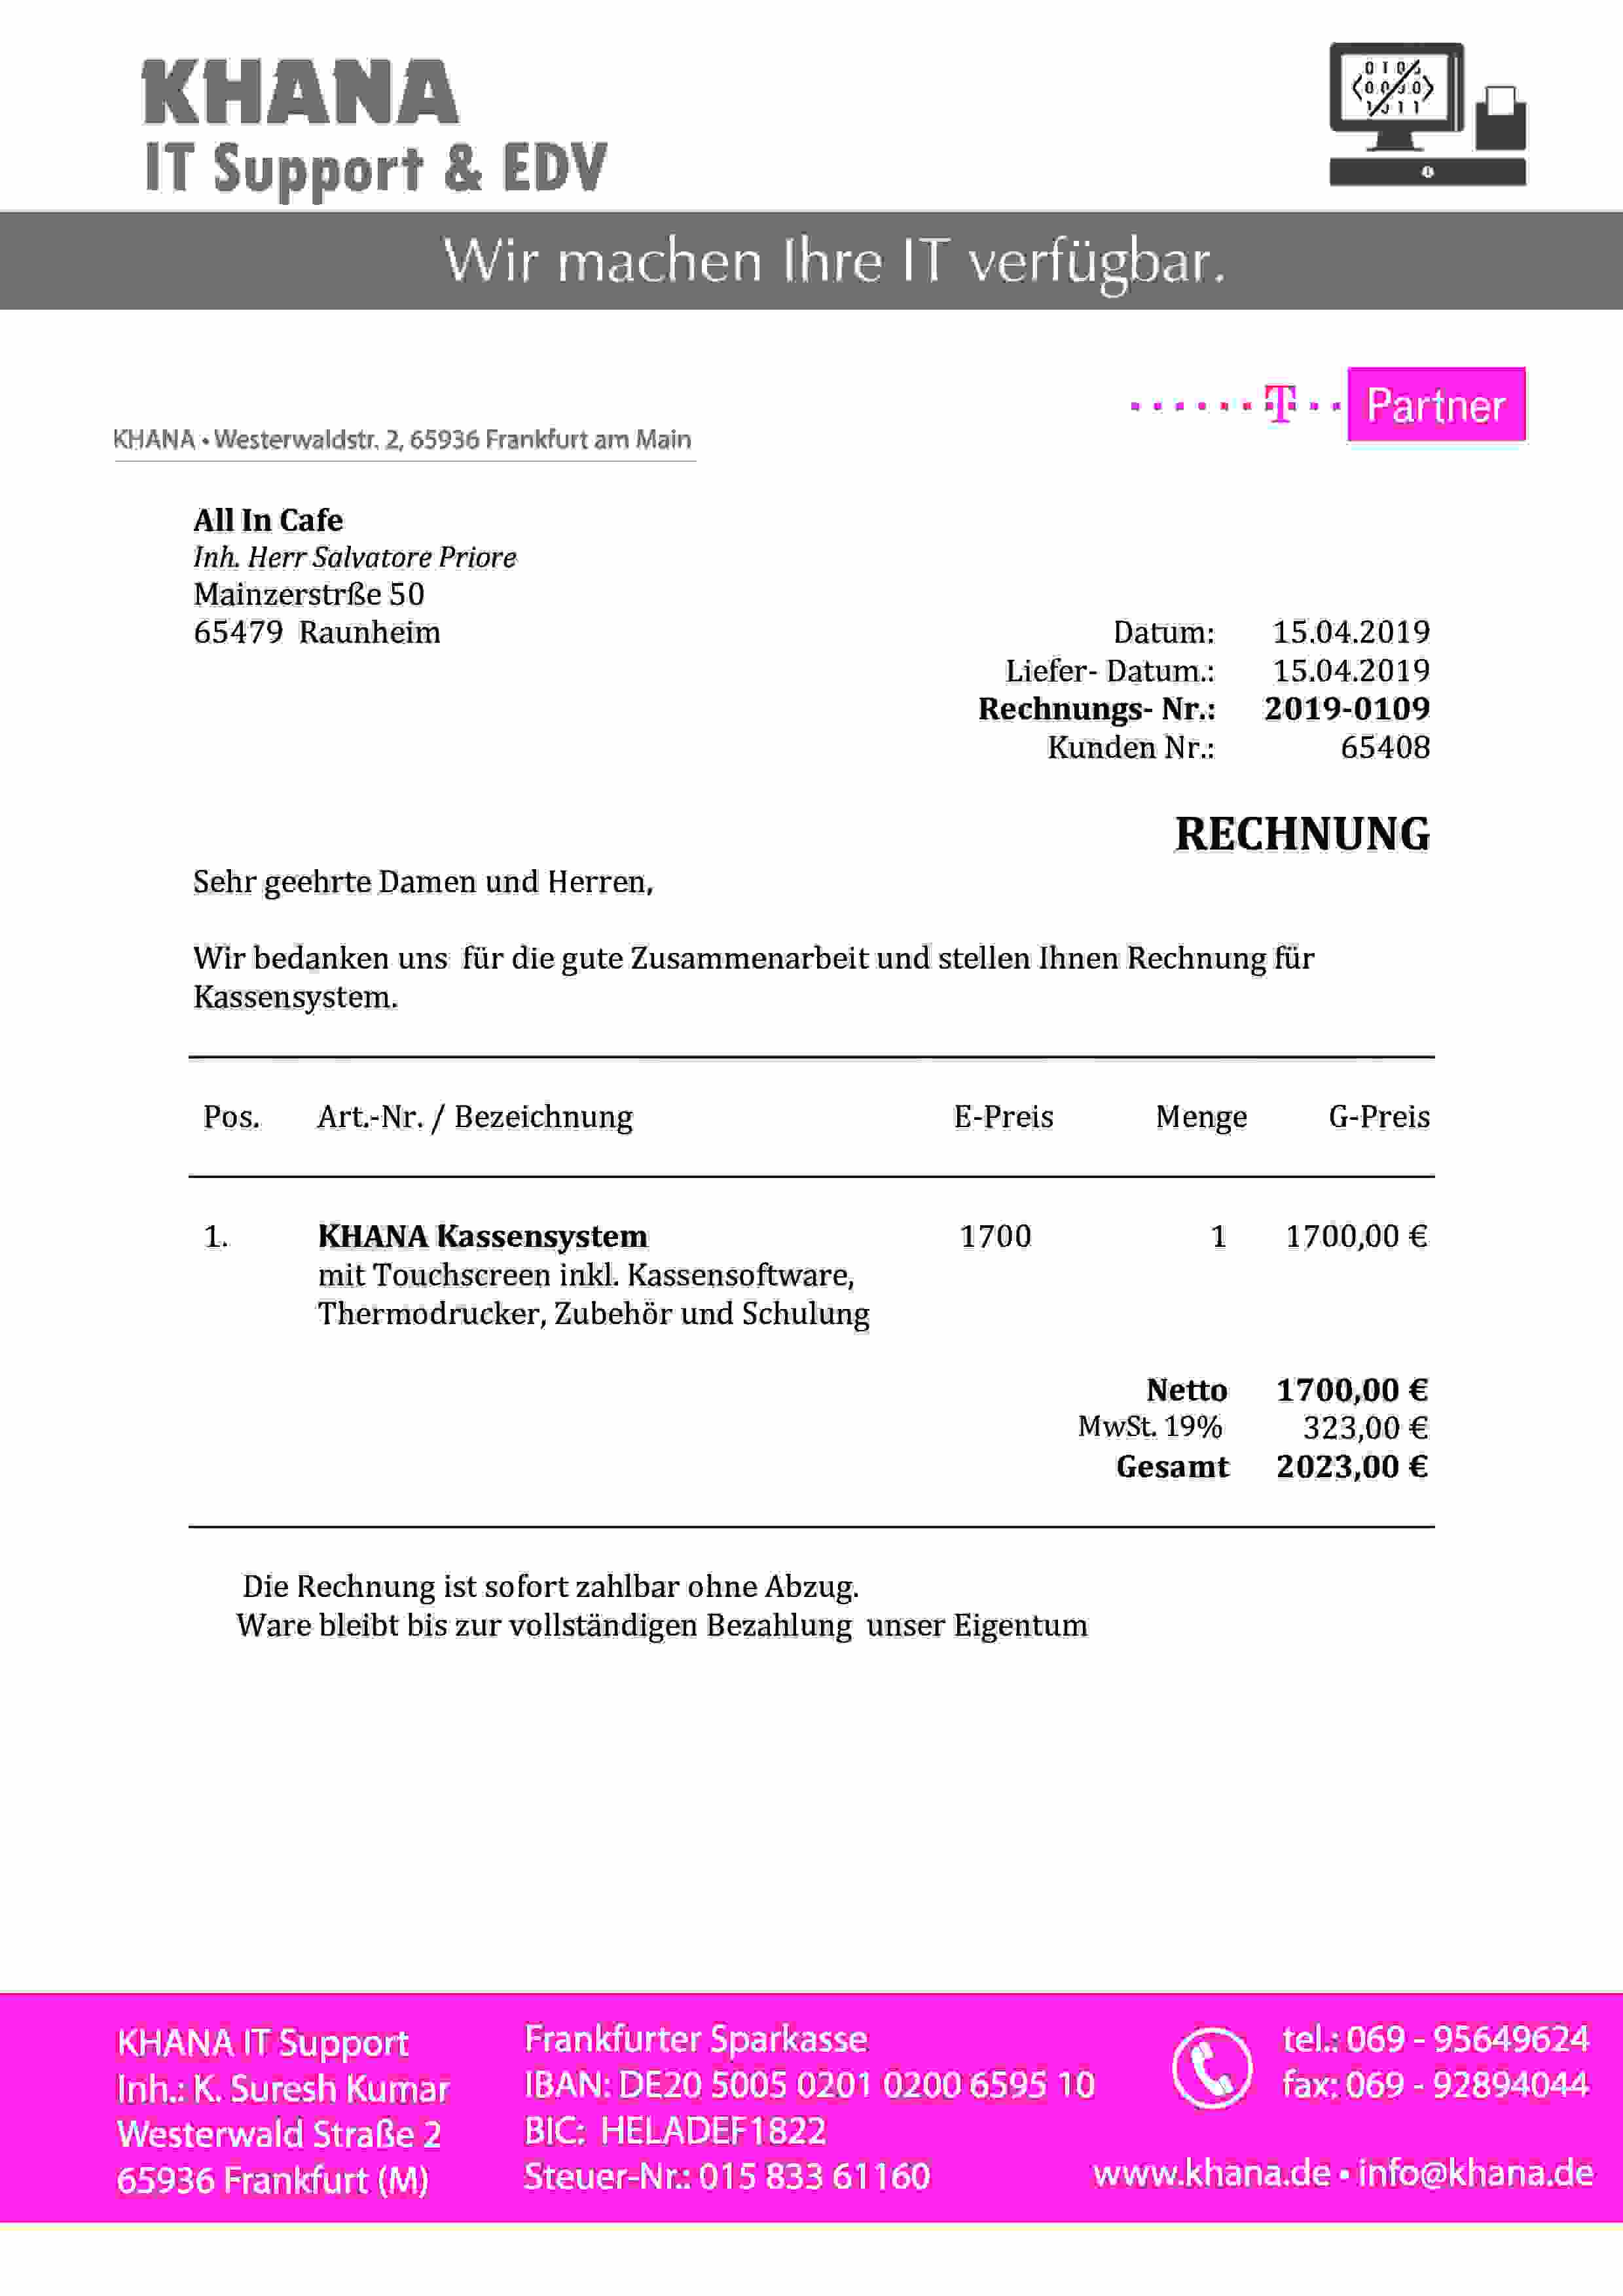 KHANA
IT Support & EDV
Wir machen Ihre IT verfügbar.
T Partner
KHANA • Westerwaldstr. 2, 65936 Frankfurt am Main
All In Cafe
Inh. Herr Salvatore Priore
Mainzerstrße 50
65479 Raunheim
Datum: 15.04.2019
Liefer- Datum.: 15.04.2019
Rechnungs- Nr.: 2019-0109
Kunden Nr.: 65408
RECHNUNG
Sehr geehrte Damen und Herren,
Wir bedanken uns für die gute Zusammenarbeit und stellen Ihnen Rechnung für
Kassensystem.
Pos. Art.-Nr. / Bezeichnung E-Preis Menge G-Preis
1. KHANA Kassensystem 1700 1 1700,00 €
mit Touchscreen inkl. Kassensoftware,
Thermodrucker, Zubehör und Schulung
Netto 1700,00 €
MwSt. 19% 323,00 €
Gesamt 2023,00 €
Die Rechnung ist sofort zahlbar ohne Abzug.
Ware bleibt bis zur vollständigen Bezahlung unser Eigentum
KHANA IT Support
Inh.: K. Suresh Kumar
Westerwald Straße 2
65936 Frankfurt (M)
Frankfurter Sparkasse
IBAN: DE20 5005 0201 0200 6595 10
BIC: HELADEF1822
Steuer-Nr.: 015 833 61160
tel.: 069 - 95649624
fax: 069 - 92894044
www.khana.de • info@khana.de